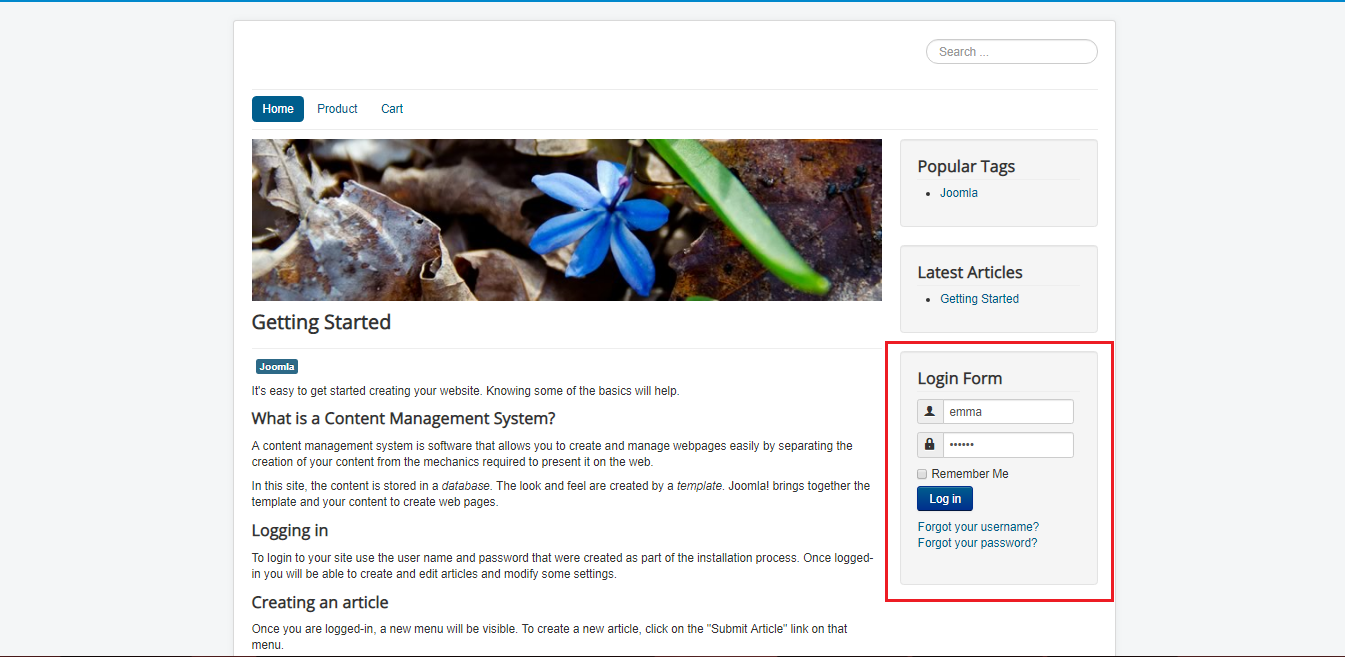 Search ...
Home Product Cart
Popular Tags
Joomla
Latest Articles
Getting Started
Getting Started
Joomla
It's easy to get started creating your website. Knowing some of the basics will help.
What is a Content Management System?
A content management system is software that allows you to create and manage webpages easily by separating the
creation of your content from the mechanics required to present it on the web.
In this site, the content is stored in a database. The look and feel are created by a template. Joomla! brings together the
template and your content to create web pages.
Logging in
To login to your site use the user name and password that were created as part of the installation process. Once logged-
in you will be able to create and edit articles and modify some settings.
Creating an article
Once you are logged-in, a new menu will be visible. To create a new article, click on the "Submit Article" link on that
menu.
Login Form
emma
••••••
Remember Me
Log in
Forgot your username?
Forgot your password?